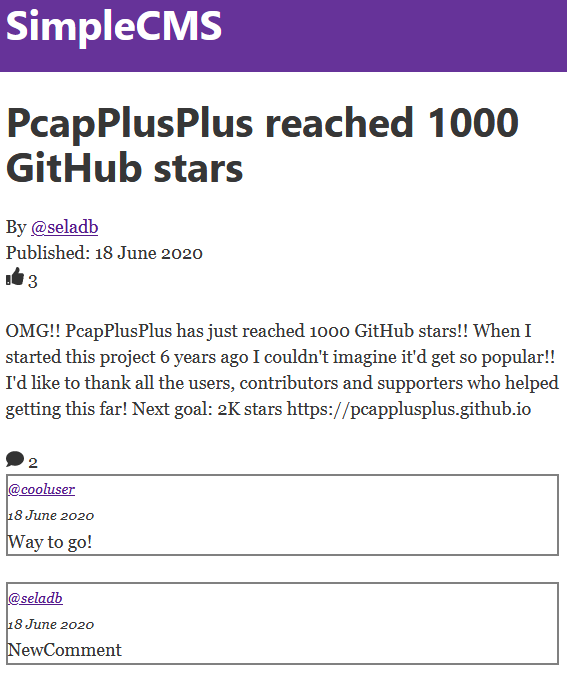 SimpleCMS
PcapPlusPlus reached 1000
GitHub stars
By @seladb
Published: 18 June 2020
3
OMG!! PcapPlusPlus has just reached 1000 GitHub stars!! When I
started this project 6 years ago I couldn't imagine it'd get so popular!!
I'd like to thank all the users, contributors and supporters who helped
getting this far! Next goal: 2K stars https://pcapplusplus.github.io
2
@cooluser
18 June 2020
Way to go!
@seladb
18 June 2020
NewComment